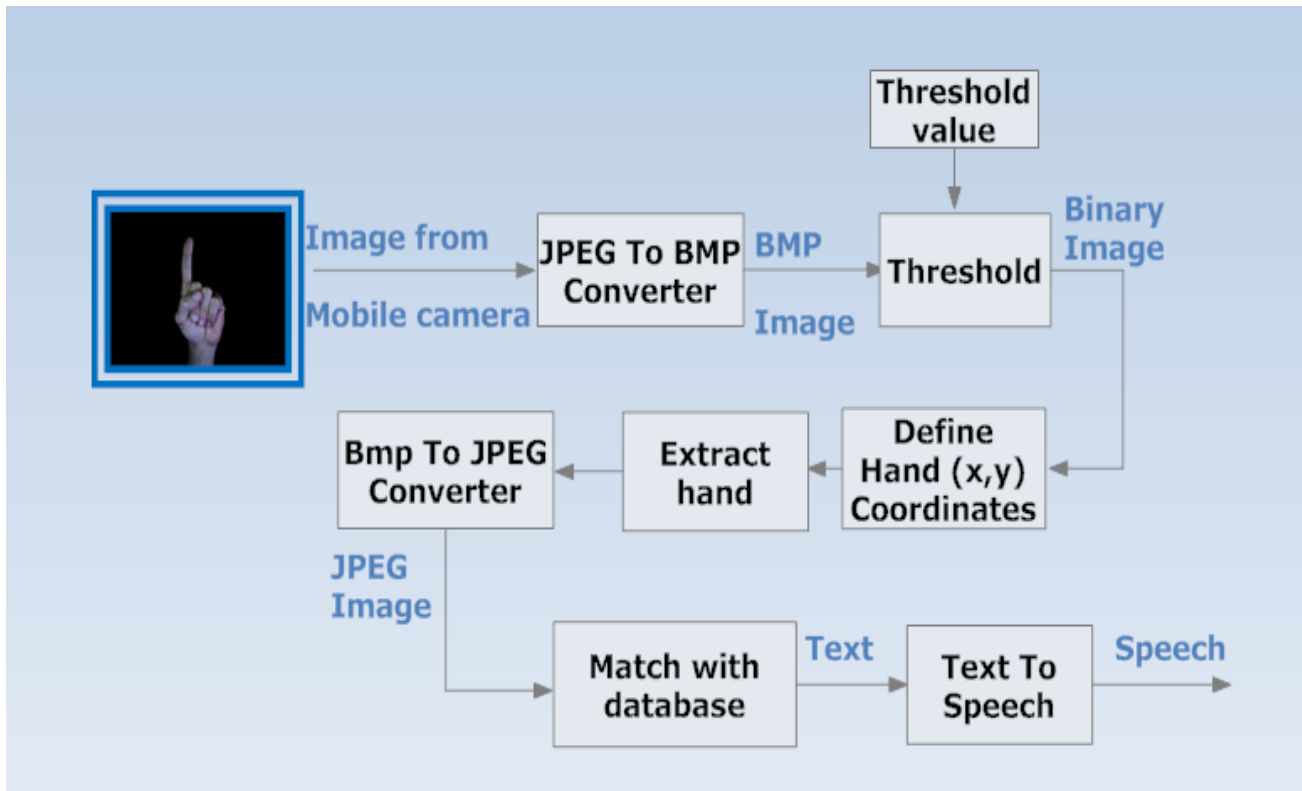 Threshold
value
Image from
Mobile camera
JPEG To BMP
Converter
BMP
Image
Threshold
Binary
Image
Define
Hand (x,y)
Coordinates
Extract
hand
Bmp To JPEG
Converter
JPEG
Image
Match with
database
Text
Text To
Speech
Speech